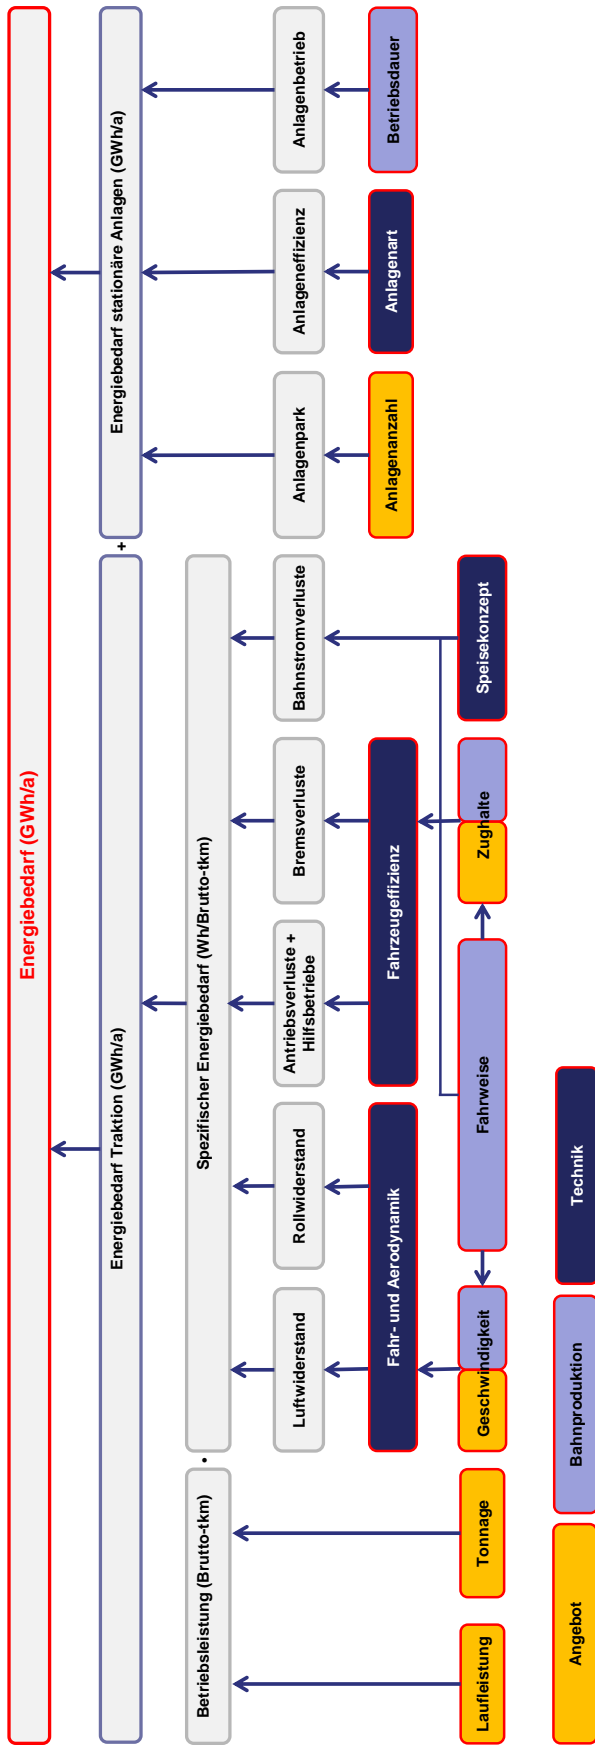 Energiebedarf (GWh/a)
Energiebedarf Traktion (GWh/a)
+
Energiebedarf stationäre Anlagen (GWh/a)
Betriebsleistung (Brutto-tkm)
•
Spezifischer Energiebedarf (Wh/Brutto-tkm)
Luftwiderstand
Rollwiderstand
Antriebsverluste +
Hilfsbetriebe
Bremsverluste
Bahnstromverluste
Anlagenpark
Anlageneffizienz
Anlagenbetrieb
Fahr- und Aerodynamik
Fahrzeugeffizienz
Anlagenanzahl
Anlagenart
Betriebsdauer
Laufleistung
Tonnage
Geschwindigkeit
Fahrweise
Zughalte
Speisekonzept
Angebot
Bahnproduktion
Technik